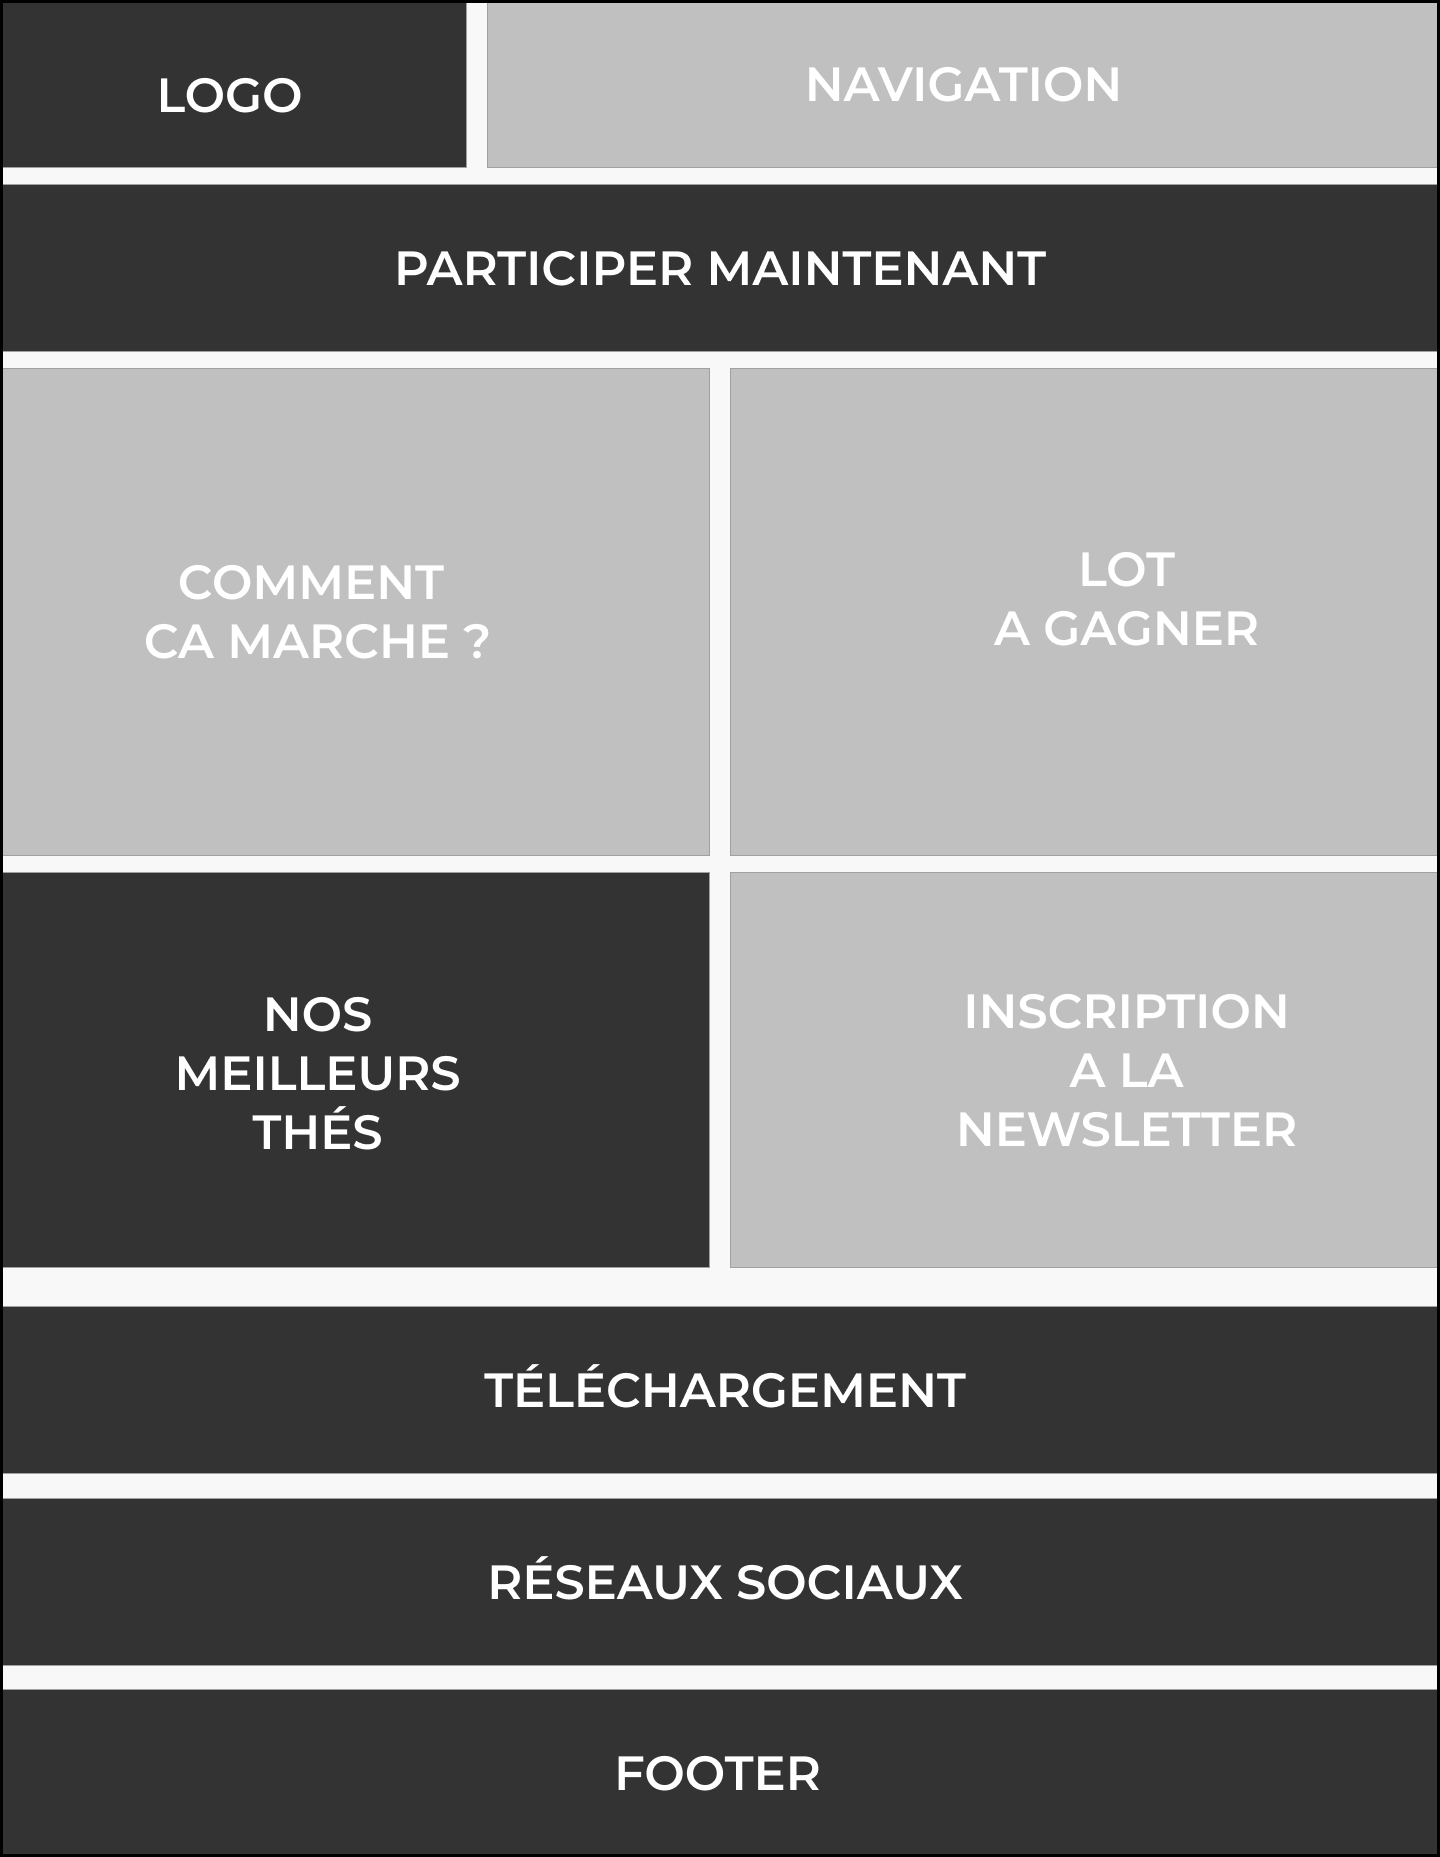 LOGO
NAVIGATION
PARTICIPER MAINTENANT
COMMENT
CA MARCHE ?
LOT
A GAGNER
NOS
MEILLEURS
THÉS
INSCRIPTION
A LA
NEWSLETTER
TÉLÉCHARGEMENT
RÉSEAUX SOCIAUX
FOOTER